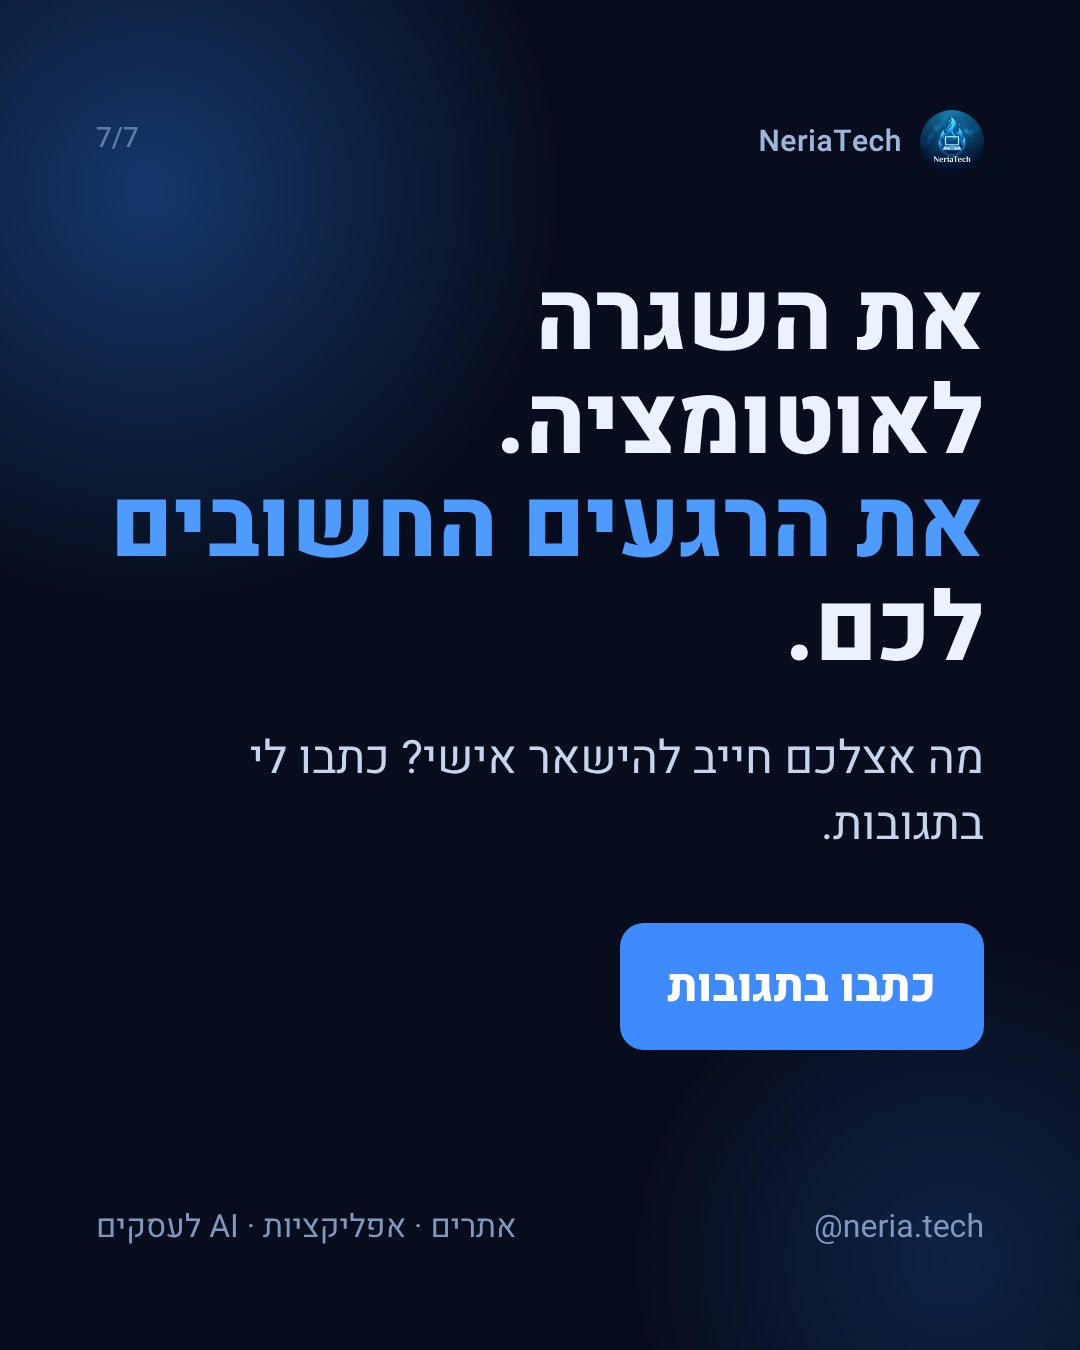 NeriaTech
NeriaTech
7/7
את השגרה
לאוטומציה.
את הרגעים החשובים
לכם.
מה אצלכם חייב להישאר אישי? כתבו לי
בתגובות.
כתבו בתגובות
@neria.tech
אתרים · אפליקציות · AI לעסקים